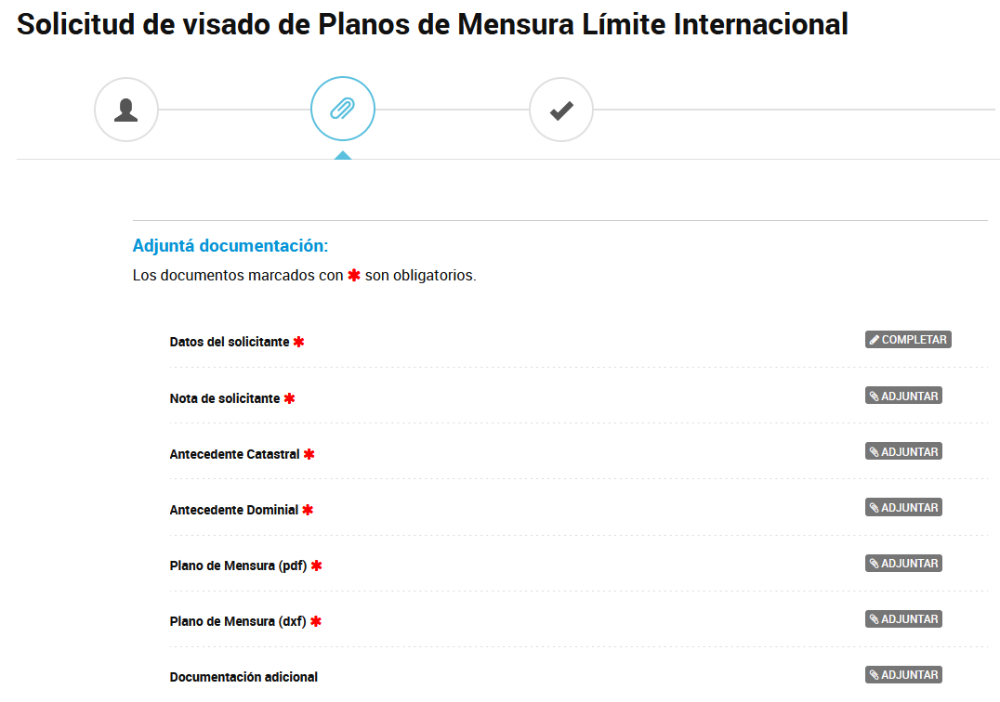 Solicitud de visado de Planos de Mensura Límite Internacional
Adjuntá documentación:
Los documentos marcados con ✱ son obligatorios.
Datos del solicitante ✱ COMPLETAR
Nota de solicitante ✱ ADJUNTAR
Antecedente Catastral ✱ ADJUNTAR
Antecedente Dominial ✱ ADJUNTAR
Plano de Mensura (pdf) ✱ ADJUNTAR
Plano de Mensura (dxf) ✱ ADJUNTAR
Documentación adicional ADJUNTAR